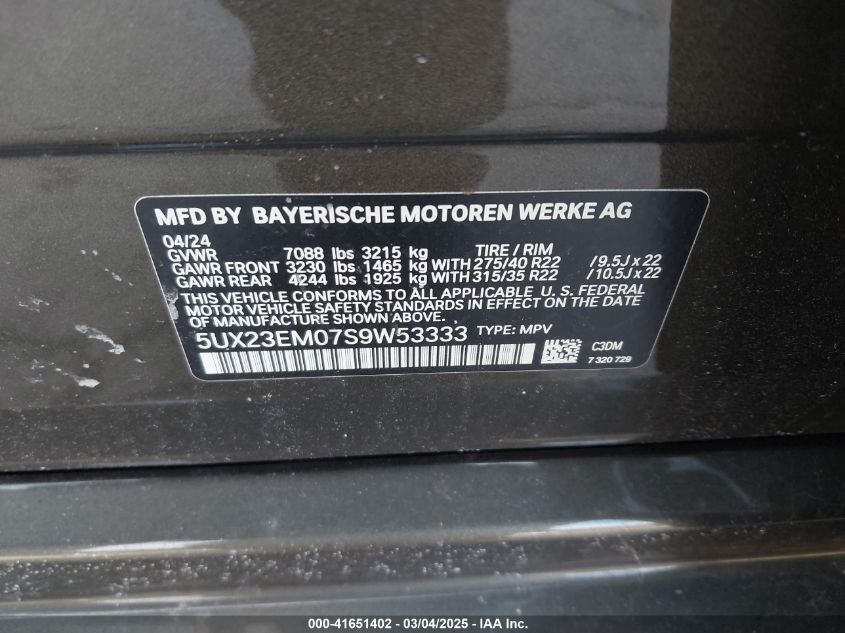 MFD BY BAYERISCHE MOTOREN WERKE AG
04/24
GVWR 7088 lbs 3215 kg TIRE / RIM
GAWR FRONT 3230 lbs 1465 kg WITH 275/40 R22 /9.5J x 22
GAWR REAR 4244 lbs 1925 kg WITH 315/35 R22 /10.5J x 22
THIS VEHICLE CONFORMS TO ALL APPLICABLE U. S. FEDERAL
MOTOR VEHICLE SAFETY STANDARDS IN EFFECT ON THE DATE
OF MANUFACTURE SHOWN ABOVE.
5UX23EM07S9W53333 TYPE: MPV
C3DM
7 320 729
000-41651402 — 03/04/2025 — IAA Inc.